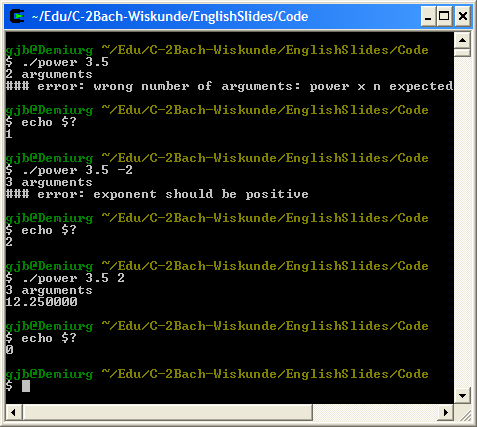 ~/Edu/C-2Bach-Wiskunde/EnglishSlides/Code
gjb@Demiurg ~/Edu/C-2Bach-Wiskunde/EnglishSlides/Code
$ ./power 3.5
2 arguments
### error: wrong number of arguments: power x n expected
gjb@Demiurg ~/Edu/C-2Bach-Wiskunde/EnglishSlides/Code
$ echo $?
1
gjb@Demiurg ~/Edu/C-2Bach-Wiskunde/EnglishSlides/Code
$ ./power 3.5 -2
3 arguments
### error: exponent should be positive
gjb@Demiurg ~/Edu/C-2Bach-Wiskunde/EnglishSlides/Code
$ echo $?
2
gjb@Demiurg ~/Edu/C-2Bach-Wiskunde/EnglishSlides/Code
$ ./power 3.5 2
3 arguments
12.250000
gjb@Demiurg ~/Edu/C-2Bach-Wiskunde/EnglishSlides/Code
$ echo $?
0
gjb@Demiurg ~/Edu/C-2Bach-Wiskunde/EnglishSlides/Code
$